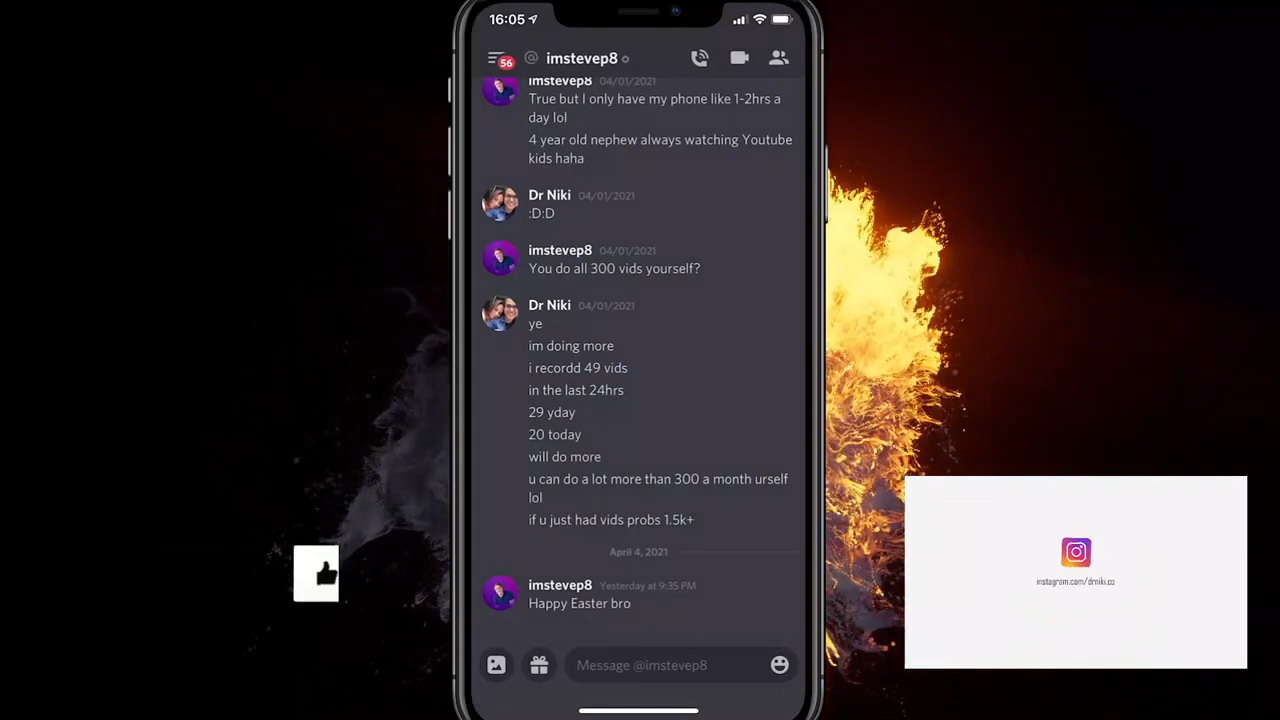 16:05
56
@ imstevep8
imstevep8 04/01/2021
True but I only have my phone like 1-2hrs a
day lol
4 year old nephew always watching Youtube
kids haha
Dr Niki 04/01/2021
:D:D
imstevep8 04/01/2021
You do all 300 vids yourself?
Dr Niki 04/01/2021
ye
im doing more
i recordd 49 vids
in the last 24hrs
29 yday
20 today
will do more
u can do a lot more than 300 a month urself
lol
if u just had vids probs 1.5k+
April 4, 2021
imstevep8 Yesterday at 9:35 PM
Happy Easter bro
Message @imstevep8
instagram.com/drniki.co